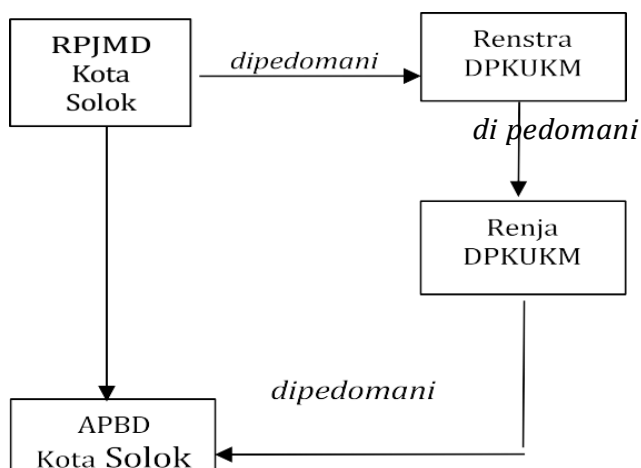 RPJMD
Kota
Solok
dipedomani
Renstra
DPKUKM
di pedomani
Renja
DPKUKM
dipedomani
APBD
Kota Solok